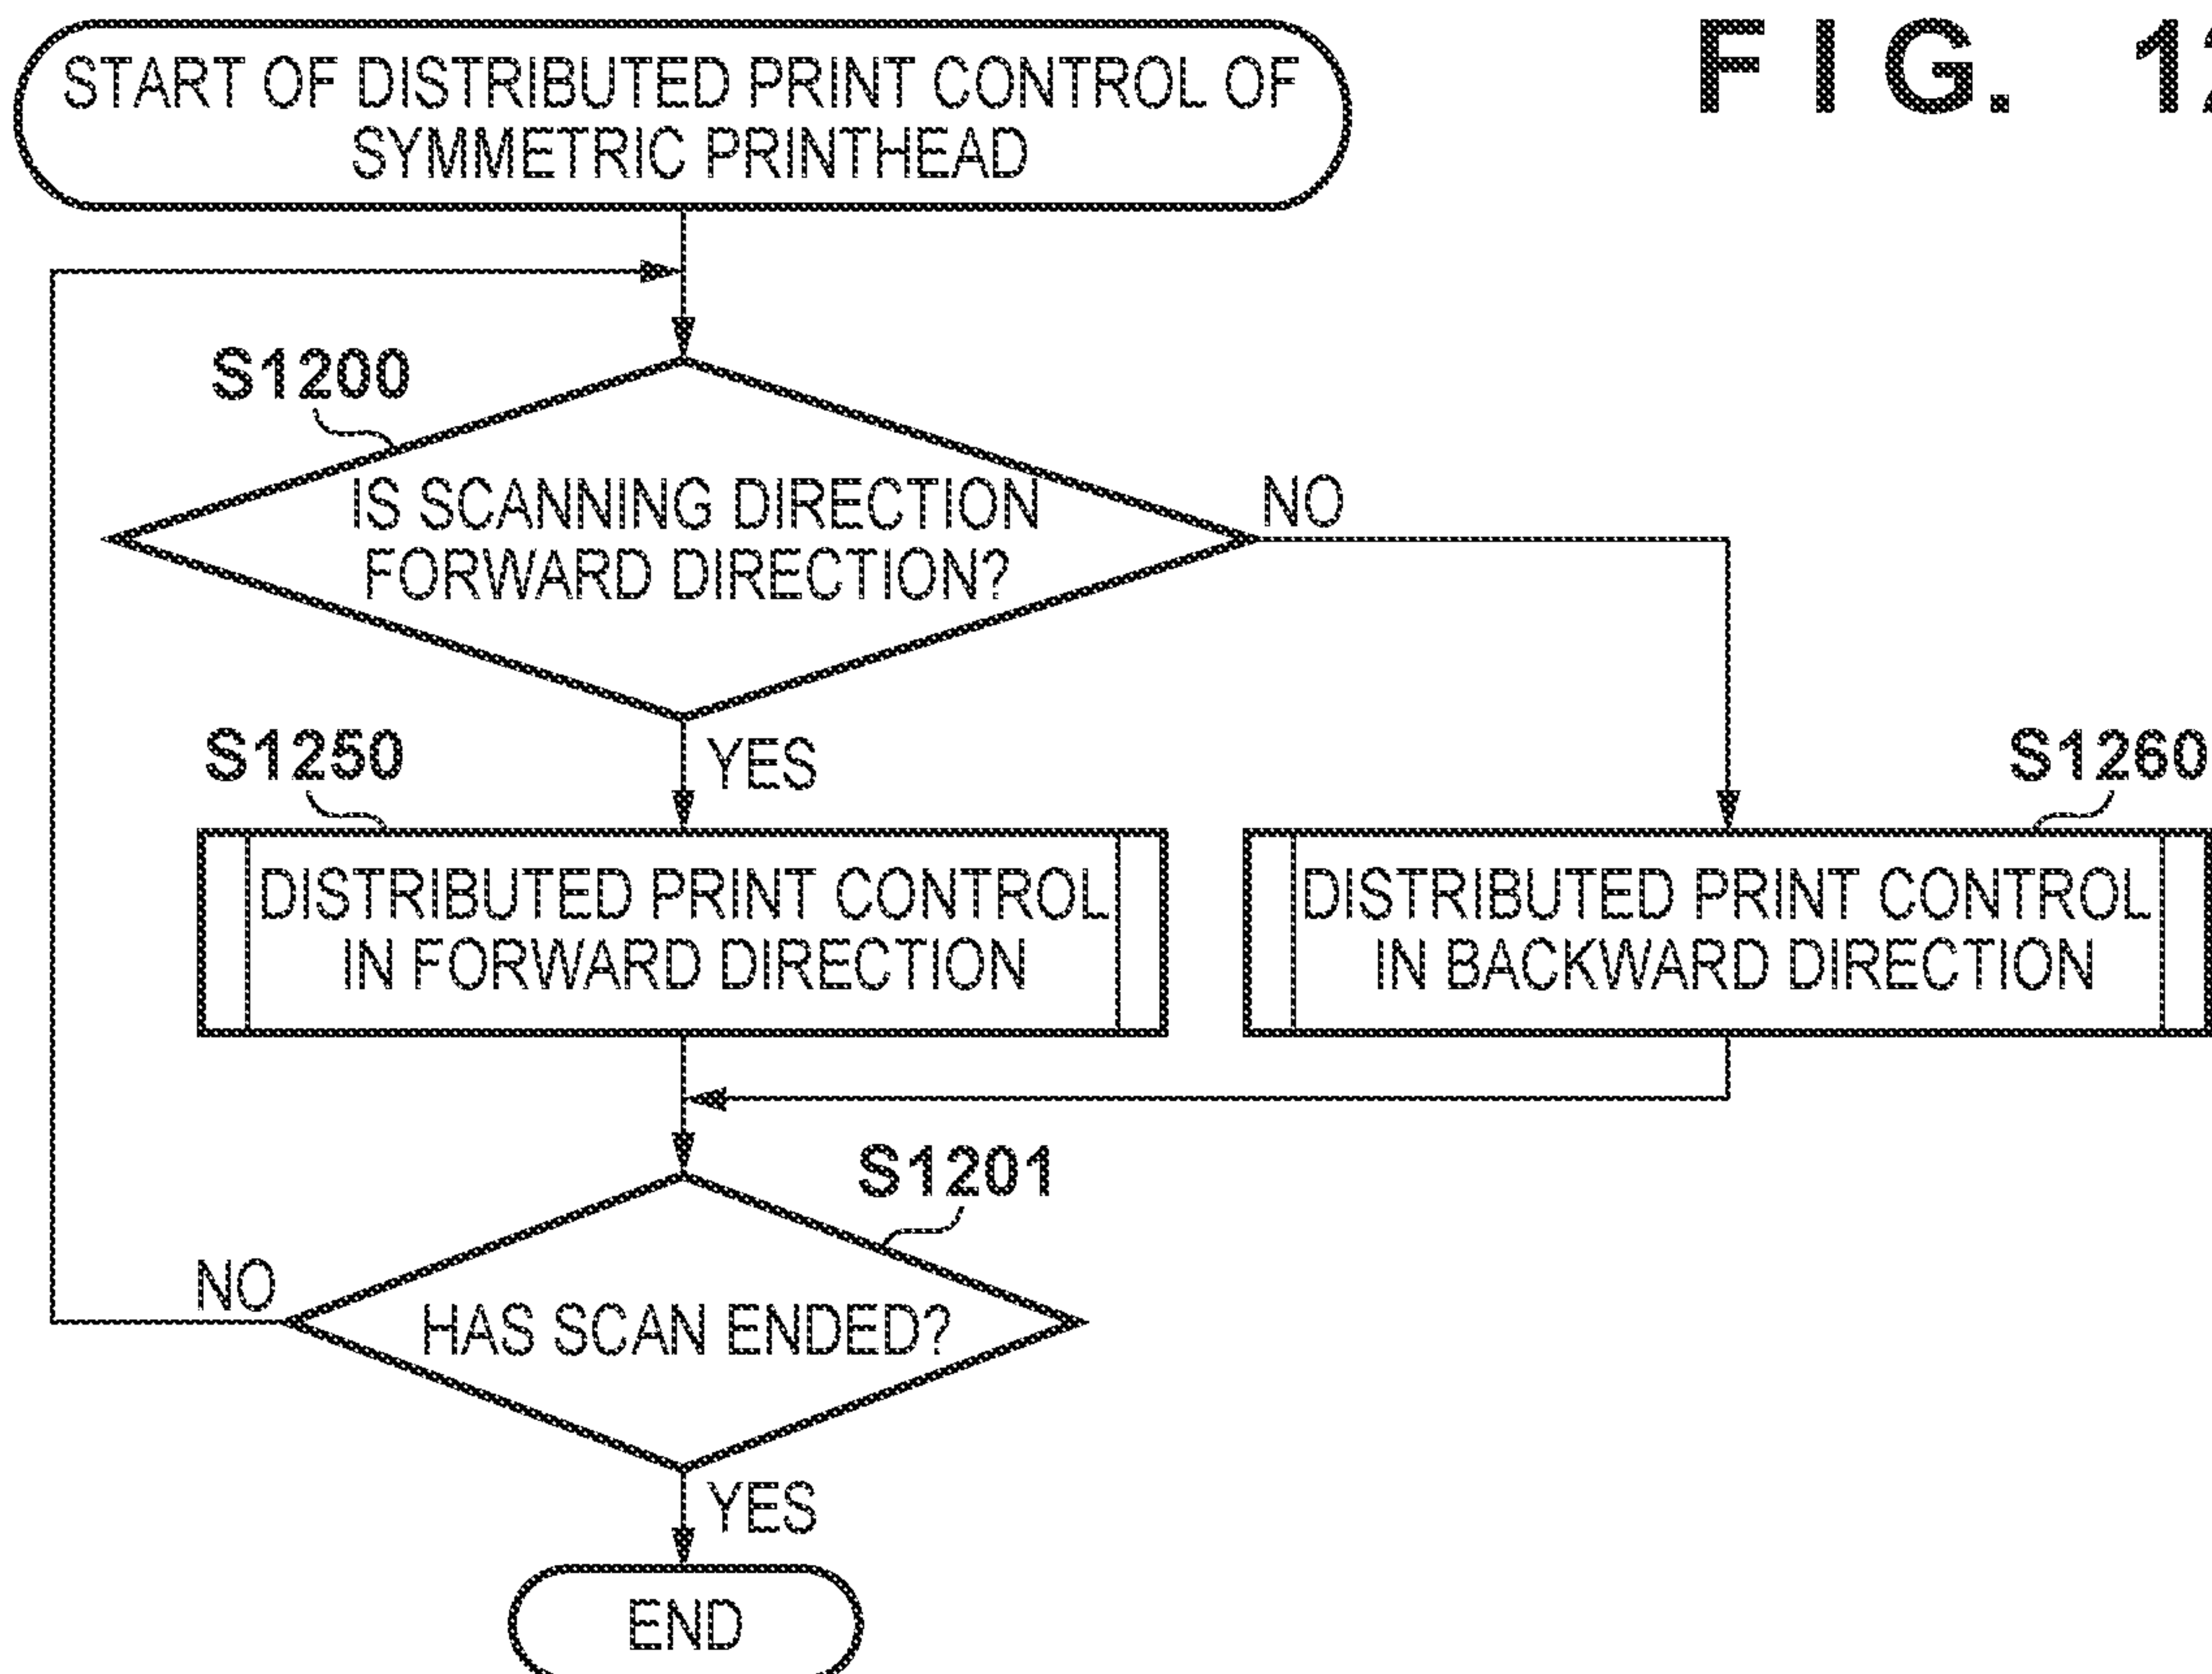 FIG. 12
START OF DISTRIBUTED PRINT CONTROL OF
SYMMETRIC PRINTHEAD
S1200
IS SCANNING DIRECTION
FORWARD DIRECTION?
NO
YES
S1250
DISTRIBUTED PRINT CONTROL
IN FORWARD DIRECTION
S1260
DISTRIBUTED PRINT CONTROL
IN BACKWARD DIRECTION
S1201
HAS SCAN ENDED?
NO
YES
END